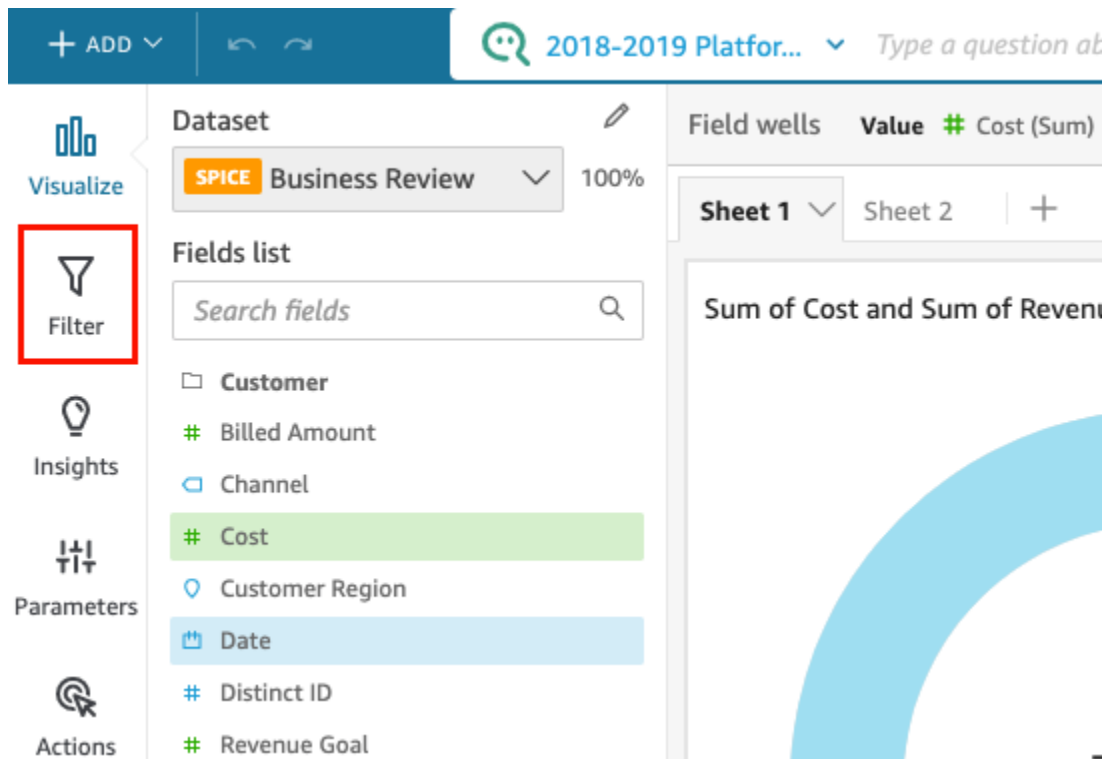 ADD
2018-2019 Platfor...
Type a question ab
Visualize
Filter
Insights
Parameters
Actions
Dataset
SPICE Business Review 100%
Fields list
Search fields
Customer
# Billed Amount
Channel
# Cost
Customer Region
Date
# Distinct ID
# Revenue Goal
Field wells Value # Cost (Sum)
Sheet 1 Sheet 2 +
Sum of Cost and Sum of Revenu